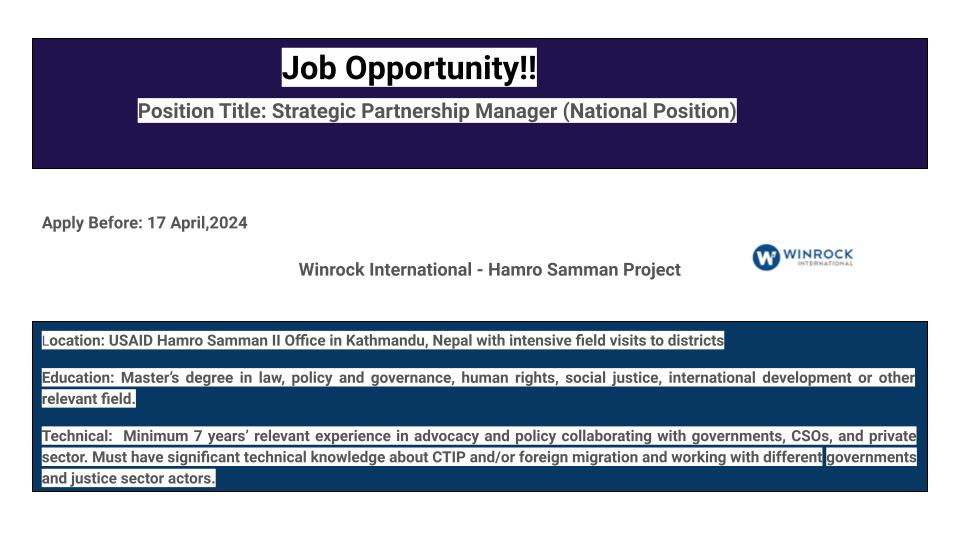 Job Opportunity!!
Position Title: Strategic Partnership Manager (National Position)
Apply Before: 17 April,2024
WINROCK
INTERNATIONAL
Winrock International - Hamro Samman Project
Location: USAID Hamro Samman II Office in Kathmandu, Nepal with intensive field visits to districts
Education: Master’s degree in law, policy and governance, human rights, social justice, international development or other
relevant field.
Technical: Minimum 7 years’ relevant experience in advocacy and policy collaborating with governments, CSOs, and private
sector. Must have significant technical knowledge about CTIP and/or foreign migration and working with different governments
and justice sector actors.